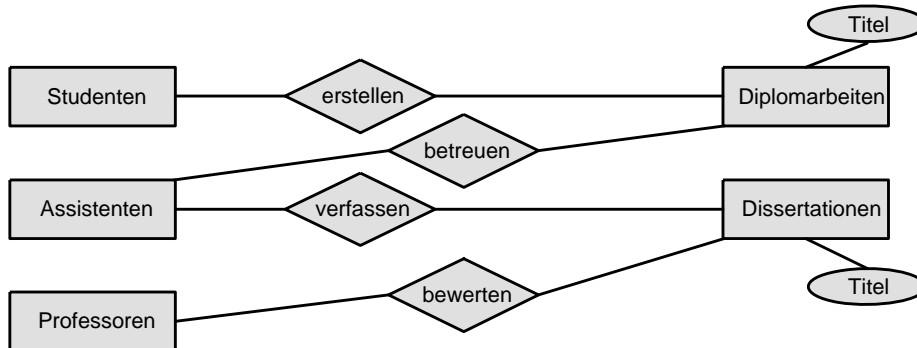 Titel
Studenten
erstellen
Diplomarbeiten
betreuen
Assistenten
verfassen
Dissertationen
Professoren
bewerten
Titel